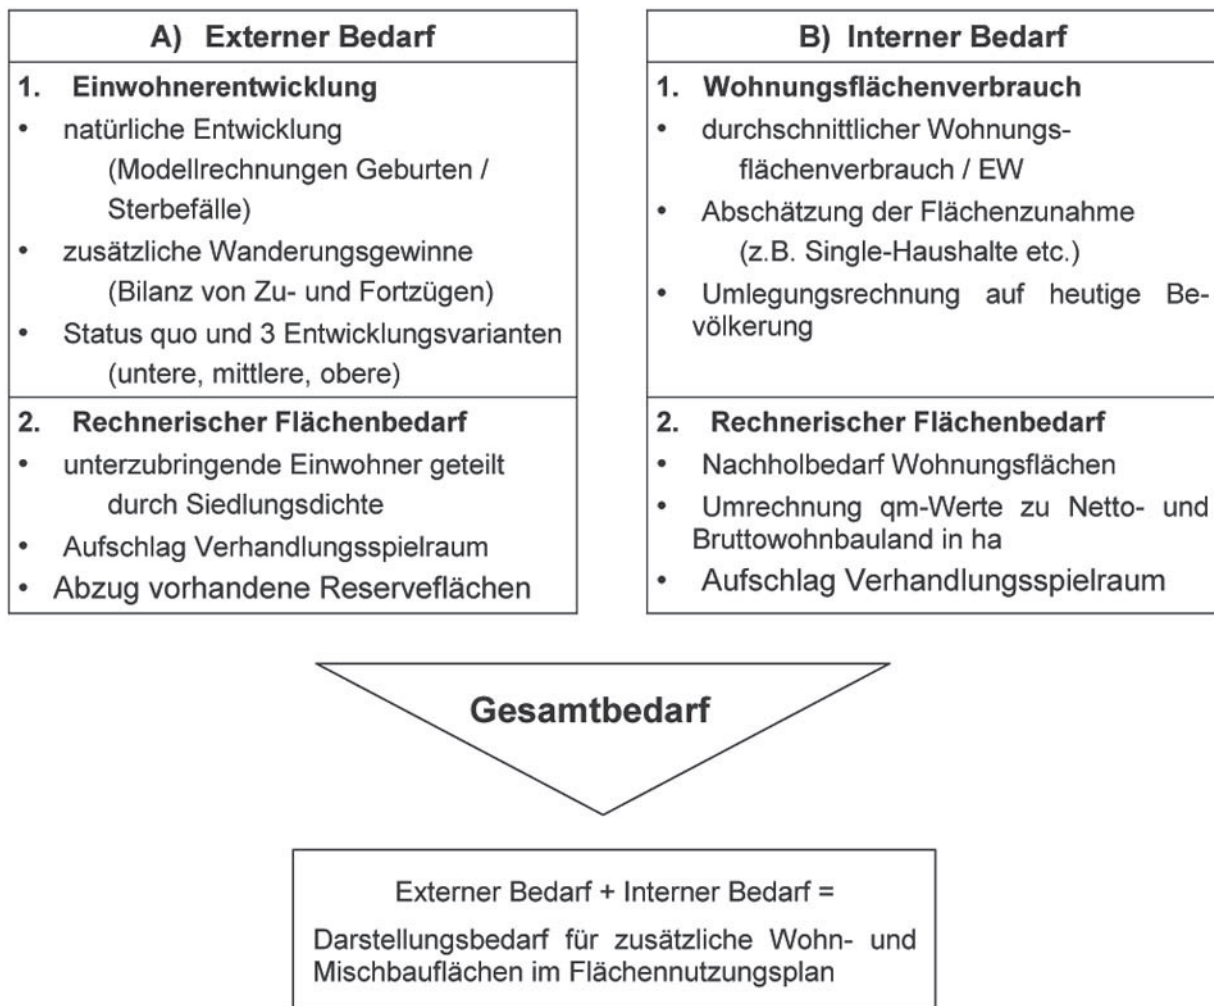 A) Externer Bedarf
1. Einwohnerentwicklung
• natürliche Entwicklung
(Modellrechnungen Geburten /
Sterbefälle)
• zusätzliche Wanderungsgewinne
(Bilanz von Zu- und Fortzügen)
• Status quo und 3 Entwicklungsvarianten
(untere, mittlere, obere)
2. Rechnerischer Flächenbedarf
• unterzubringende Einwohner geteilt
durch Siedlungsdichte
• Aufschlag Verhandlungsspielraum
• Abzug vorhandene Reserveflächen
B) Interner Bedarf
1. Wohnungsflächenverbrauch
• durchschnittlicher Wohnungs-
flächenverbrauch / EW
• Abschätzung der Flächenzunahme
(z.B. Single-Haushalte etc.)
• Umlegungsrechnung auf heutige Be-
völkerung
2. Rechnerischer Flächenbedarf
• Nachholbedarf Wohnungsflächen
• Umrechnung qm-Werte zu Netto- und
Bruttowohnbauland in ha
• Aufschlag Verhandlungsspielraum
Gesamtbedarf
Externer Bedarf + Interner Bedarf =
Darstellungsbedarf für zusätzliche Wohn- und
Mischbauflächen im Flächennutzungsplan